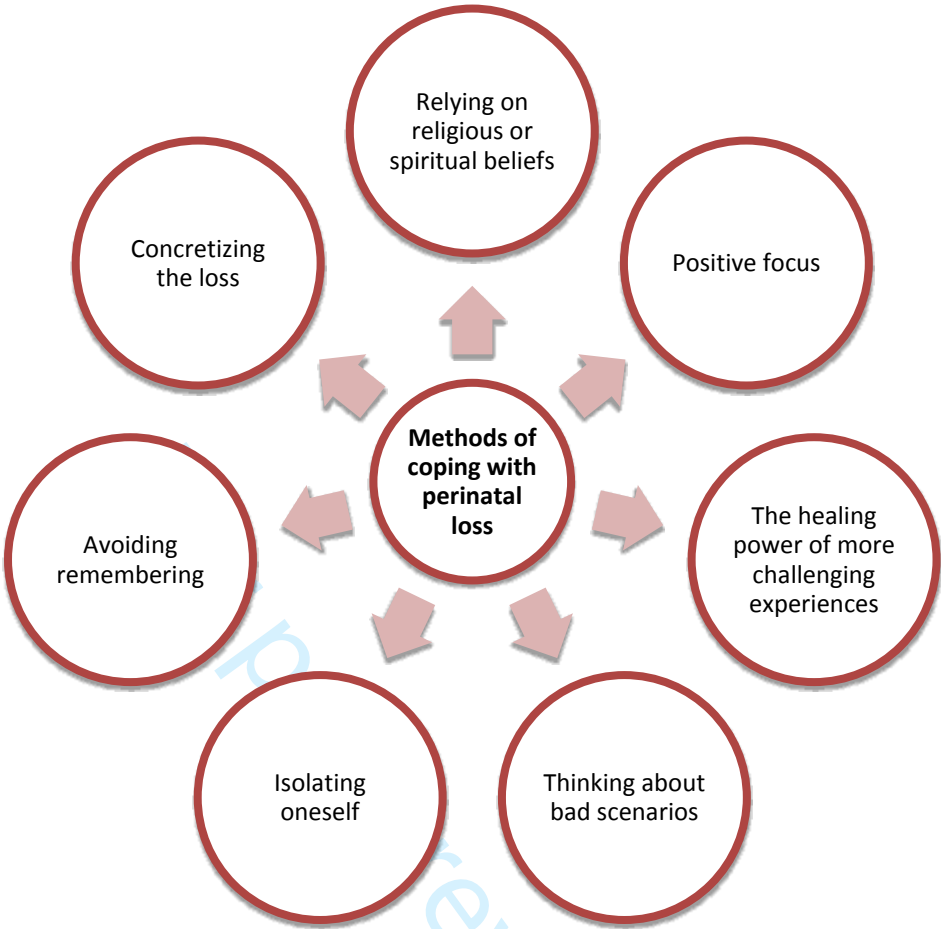 Relying on
religious or
spiritual beliefs
Positive focus
The healing
power of more
challenging
experiences
Thinking about
bad scenarios
Isolating
oneself
Avoiding
remembering
Concretizing
the loss
Methods of
coping with
perinatal
loss